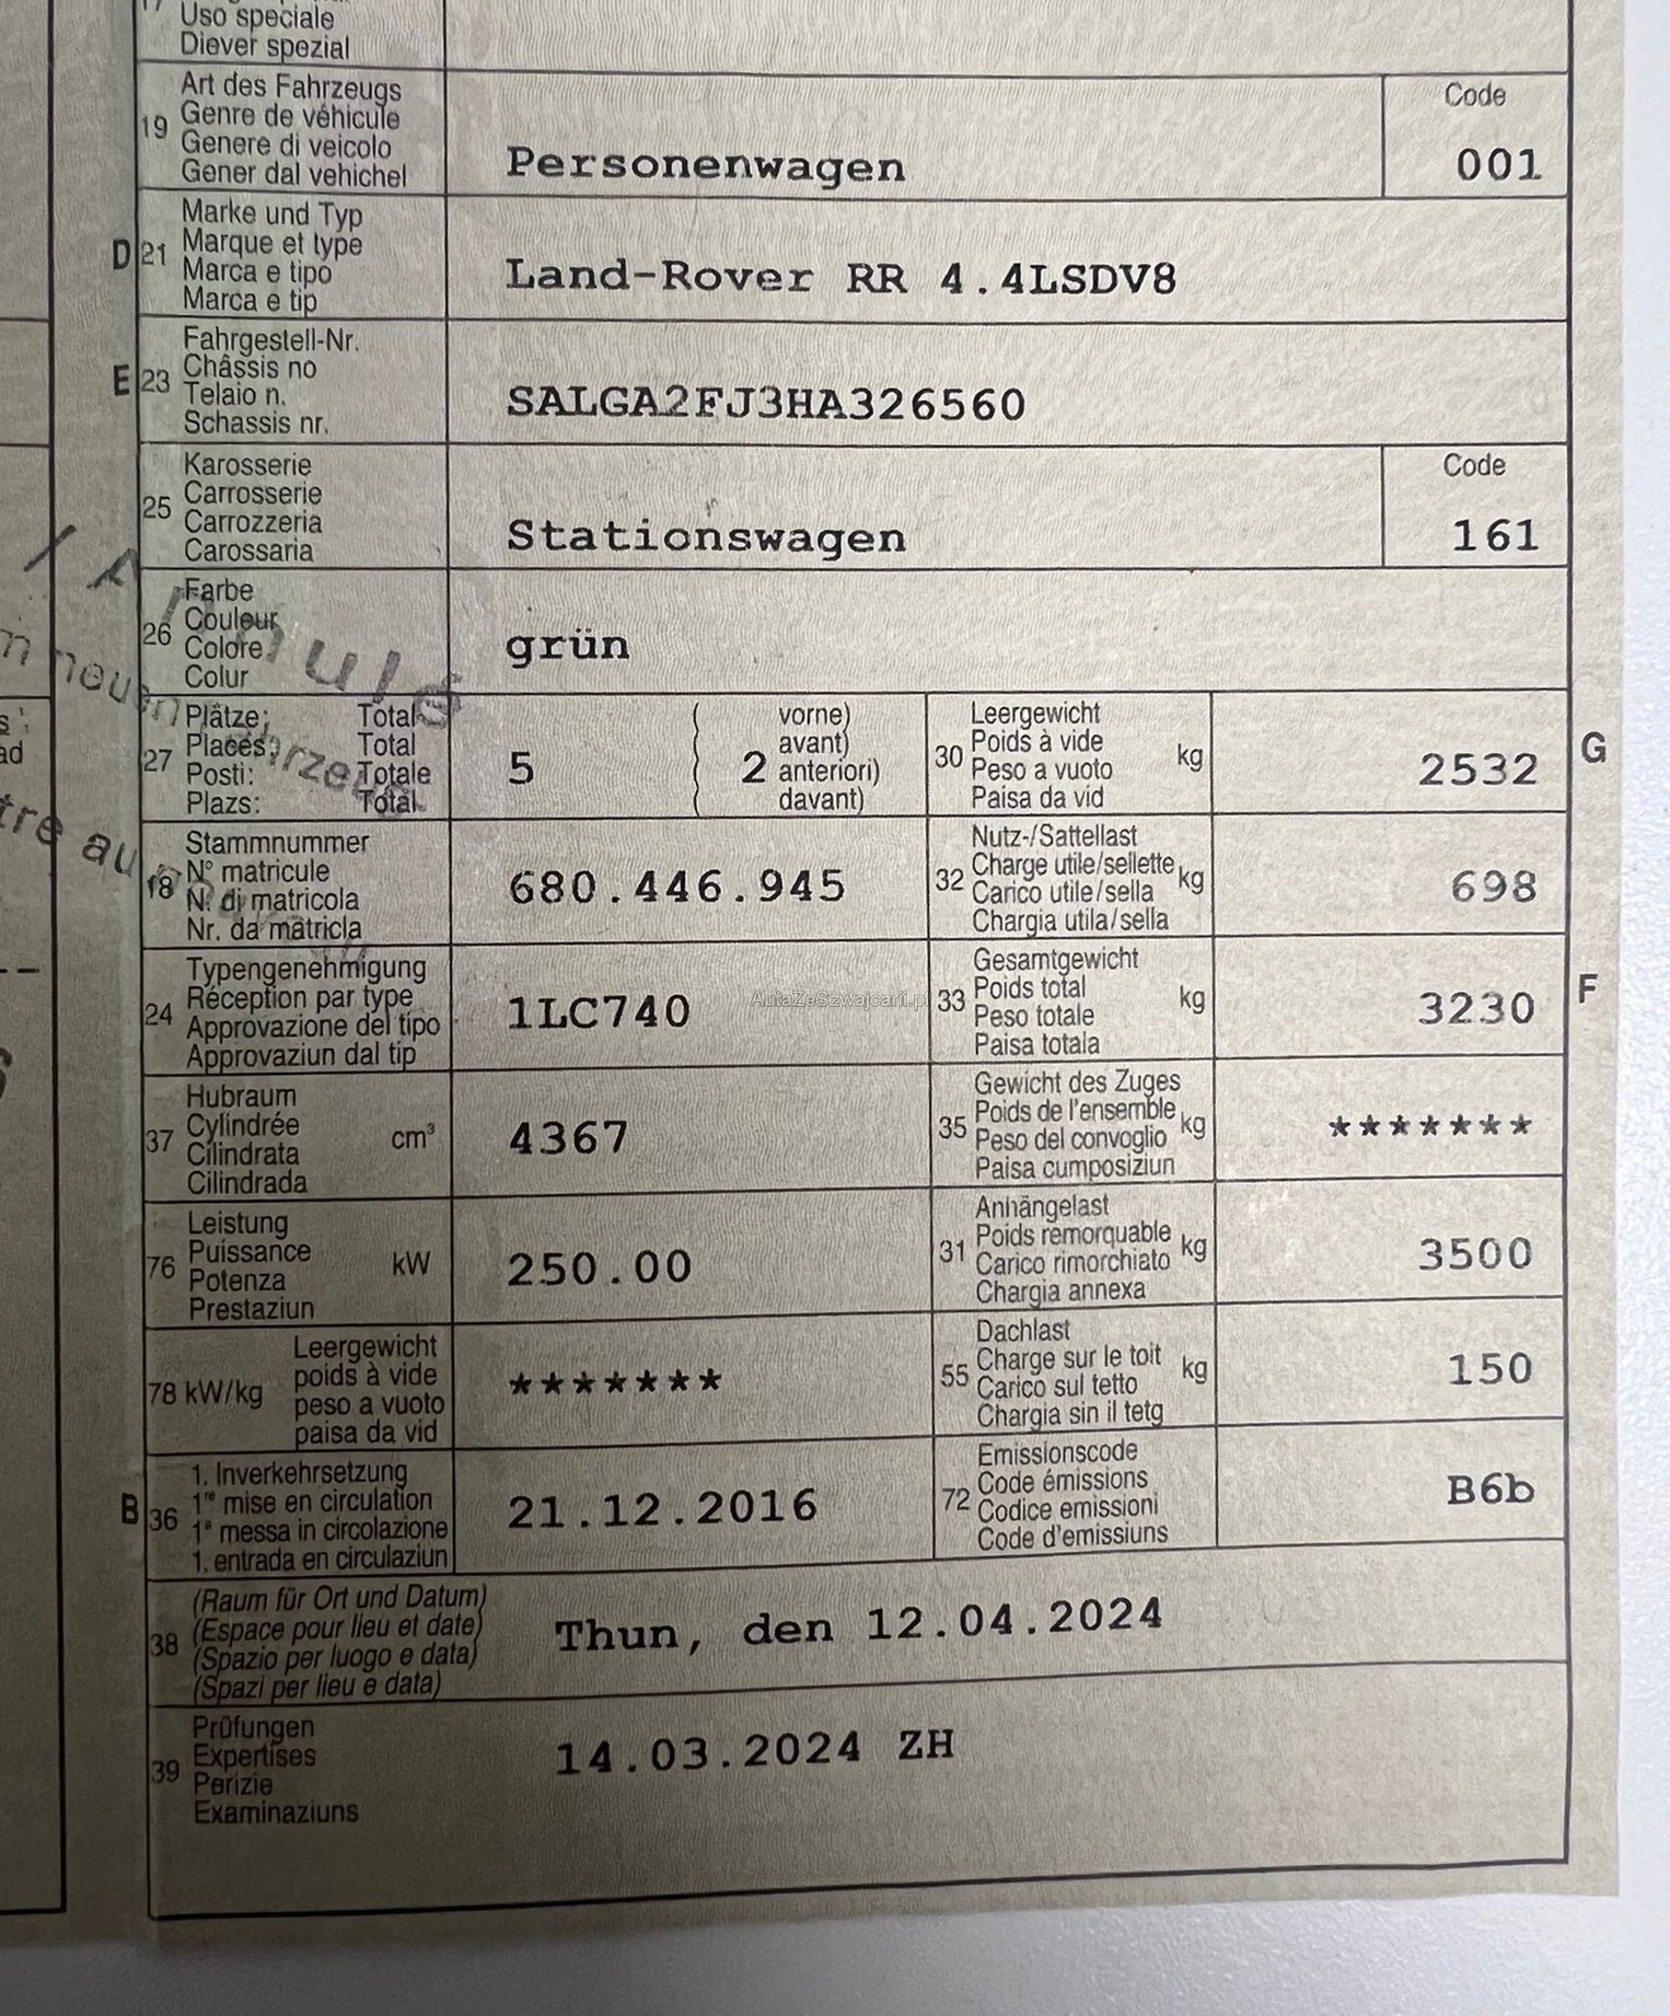 17 Uso speciale
Diever spezial
19 Art des Fahrzeugs
Genre de véhicule
Genere di veicolo
Gener dal vehichel
Personenwagen
Code
001
D 21 Marke und Typ
Marque et type
Marca e tipo
Marca e tip
Land-Rover RR 4.4LSDV8
E 23 Fahrgestell-Nr.
Châssis no
Telaio n.
Schassis nr.
SALGA2FJ3HA326560
25 Karosserie
Carrosserie
Carrozzeria
Carossaria
Stationswagen
Code
161
26 Farbe
Couleur
Colore
Colur
grün
27 Plätze: Total
Places: Total
Posti: Totale
Plazs: Total
5
2
vorne)
avant)
anteriori)
davant)
30 Leergewicht
Poids à vide
Peso a vuoto
Paisa da vid
kg
2532
G
18 Stammnummer
N° matricule
N. di matricola
Nr. da matricla
680.446.945
32 Nutz-/Sattellast
Charge utile/sellette
Carico utile/sella
Chargia utila/sella
kg
698
24 Typengenehmigung
Réception par type
Approvazione del tipo
Approvaziun dal tip
1LC740
33 Gesamtgewicht
Poids total
Peso totale
Paisa totala
kg
3230
F
37 Hubraum
Cylindrée
Cilindrata
Cilindrada
cm³
4367
35 Gewicht des Zuges
Poids de l'ensemble
Peso del convoglio
Paisa cumposiziun
kg
*******
76 Leistung
Puissance
Potenza
Prestaziun
kW
250.00
31 Anhängelast
Poids remorquable
Carico rimorchiato
Chargia annexa
kg
3500
78 kW/kg
Leergewicht
poids à vide
peso a vuoto
paisa da vid
*******
55 Dachlast
Charge sur le toit
Carico sul tetto
Chargia sin il tetg
kg
150
B 36 1. Inverkehrsetzung
1re mise en circulation
1a messa in circolazione
1. entrada en circulaziun
21.12.2016
72 Emissionscode
Code émissions
Codice emissioni
Code d'emissiuns
B6b
38 (Raum für Ort und Datum)
(Espace pour lieu et date)
(Spazio per luogo e data)
(Spazi per lieu e data)
Thun, den 12.04.2024
39 Prüfungen
Expertises
Perizie
Examinaziuns
14.03.2024 ZH
AutaZeSzwajcarii.pl